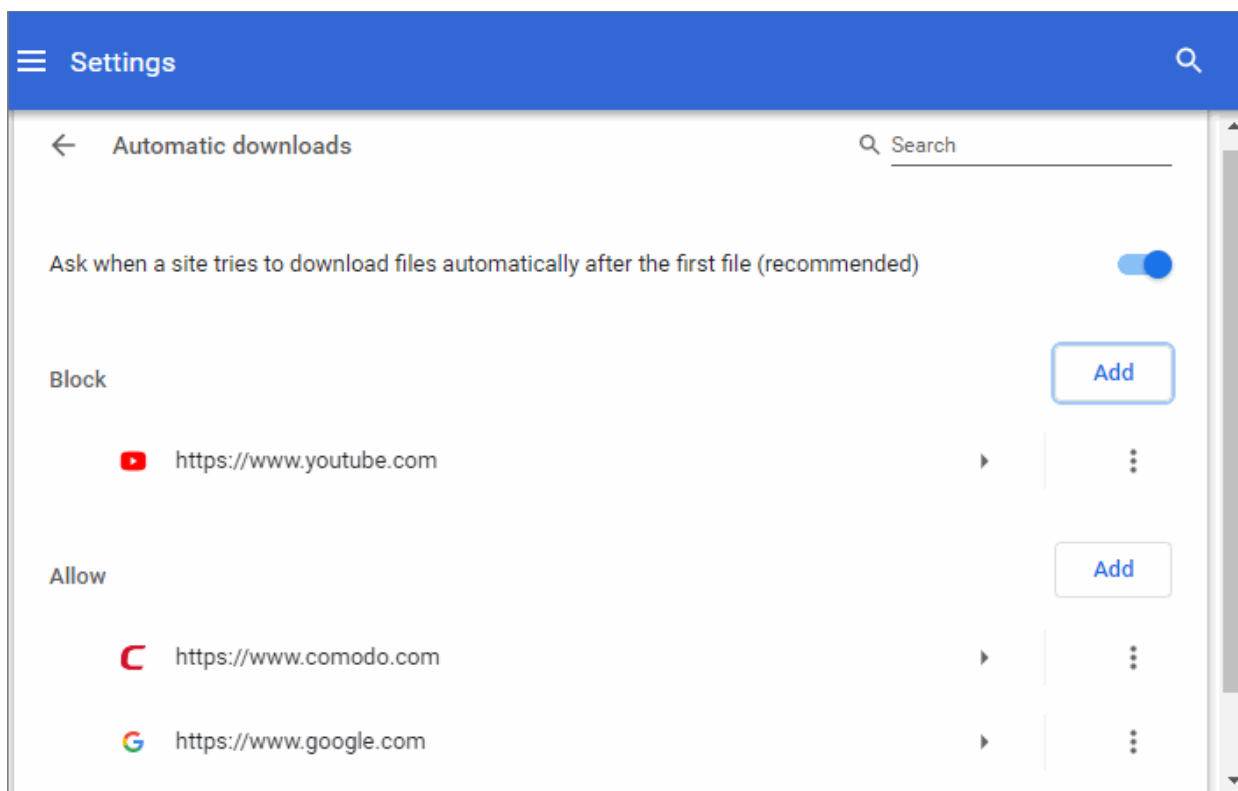 Settings
Automatic downloads
Search
Ask when a site tries to download files automatically after the first file (recommended)
Block
Add
https://www.youtube.com
Allow
Add
https://www.comodo.com
https://www.google.com